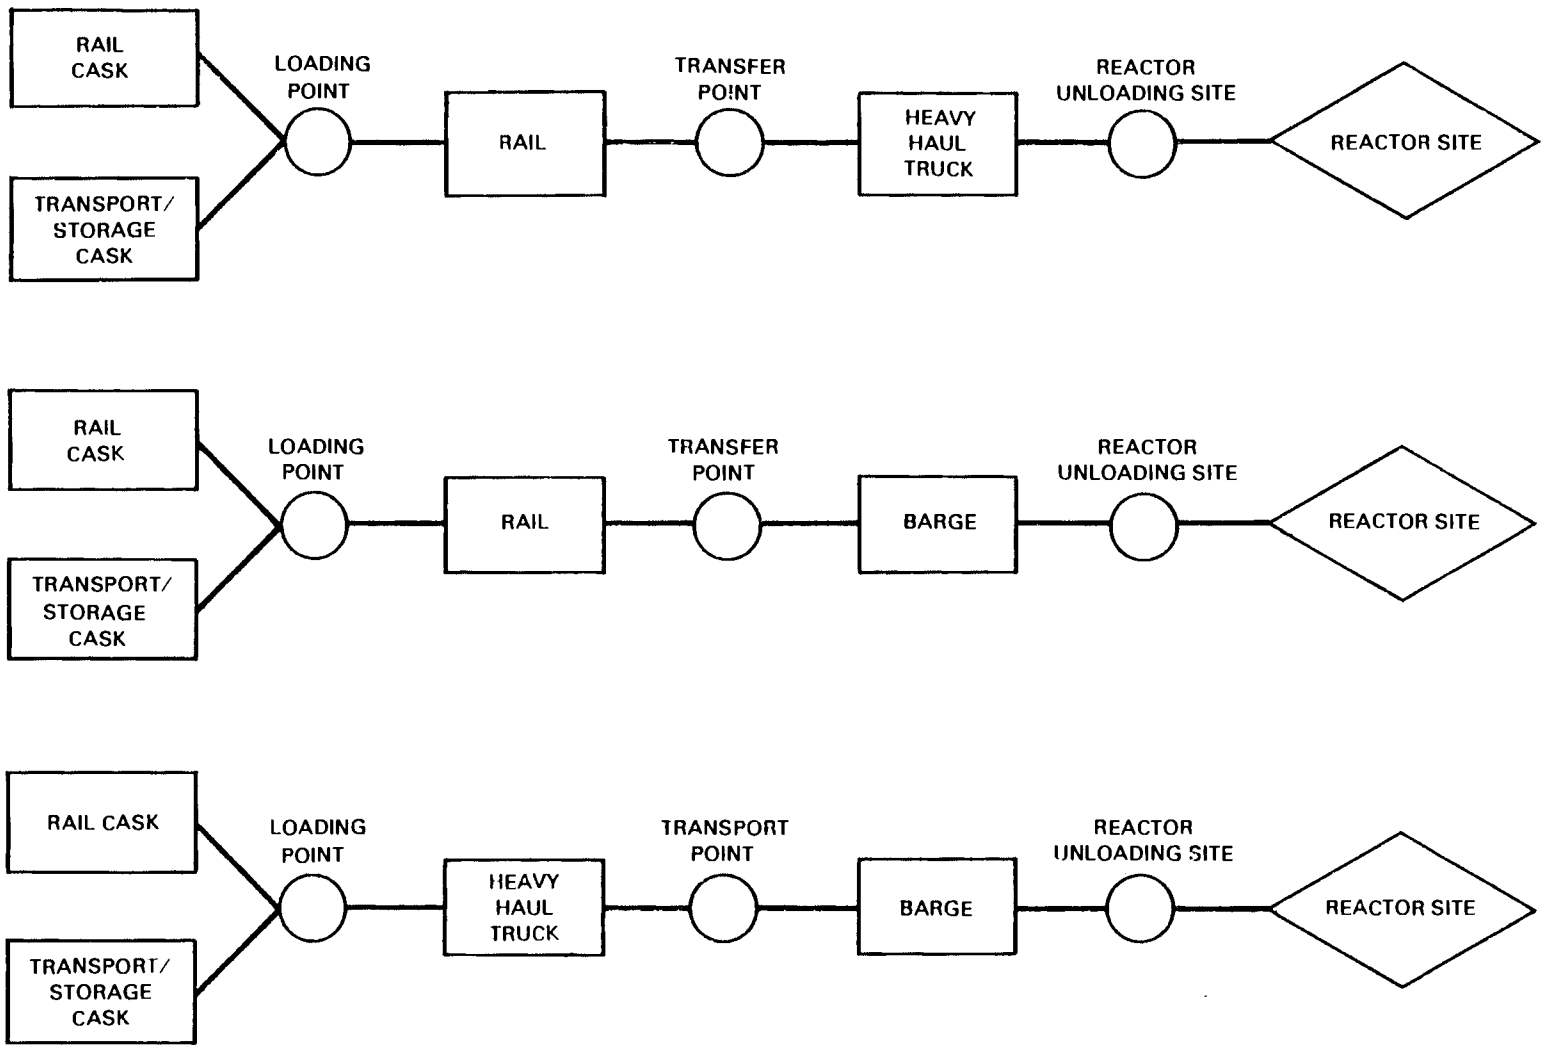 RAIL
CASK
TRANSPORT/
STORAGE
CASK
LOADING
POINT
RAIL
TRANSFER
POINT
HEAVY
HAUL
TRUCK
REACTOR
UNLOADING SITE
REACTOR SITE
RAIL
CASK
TRANSPORT/
STORAGE
CASK
LOADING
POINT
RAIL
TRANSFER
POINT
BARGE
REACTOR
UNLOADING SITE
REACTOR SITE
RAIL CASK
TRANSPORT/
STORAGE
CASK
LOADING
POINT
HEAVY
HAUL
TRUCK
TRANSPORT
POINT
BARGE
REACTOR
UNLOADING SITE
REACTOR SITE